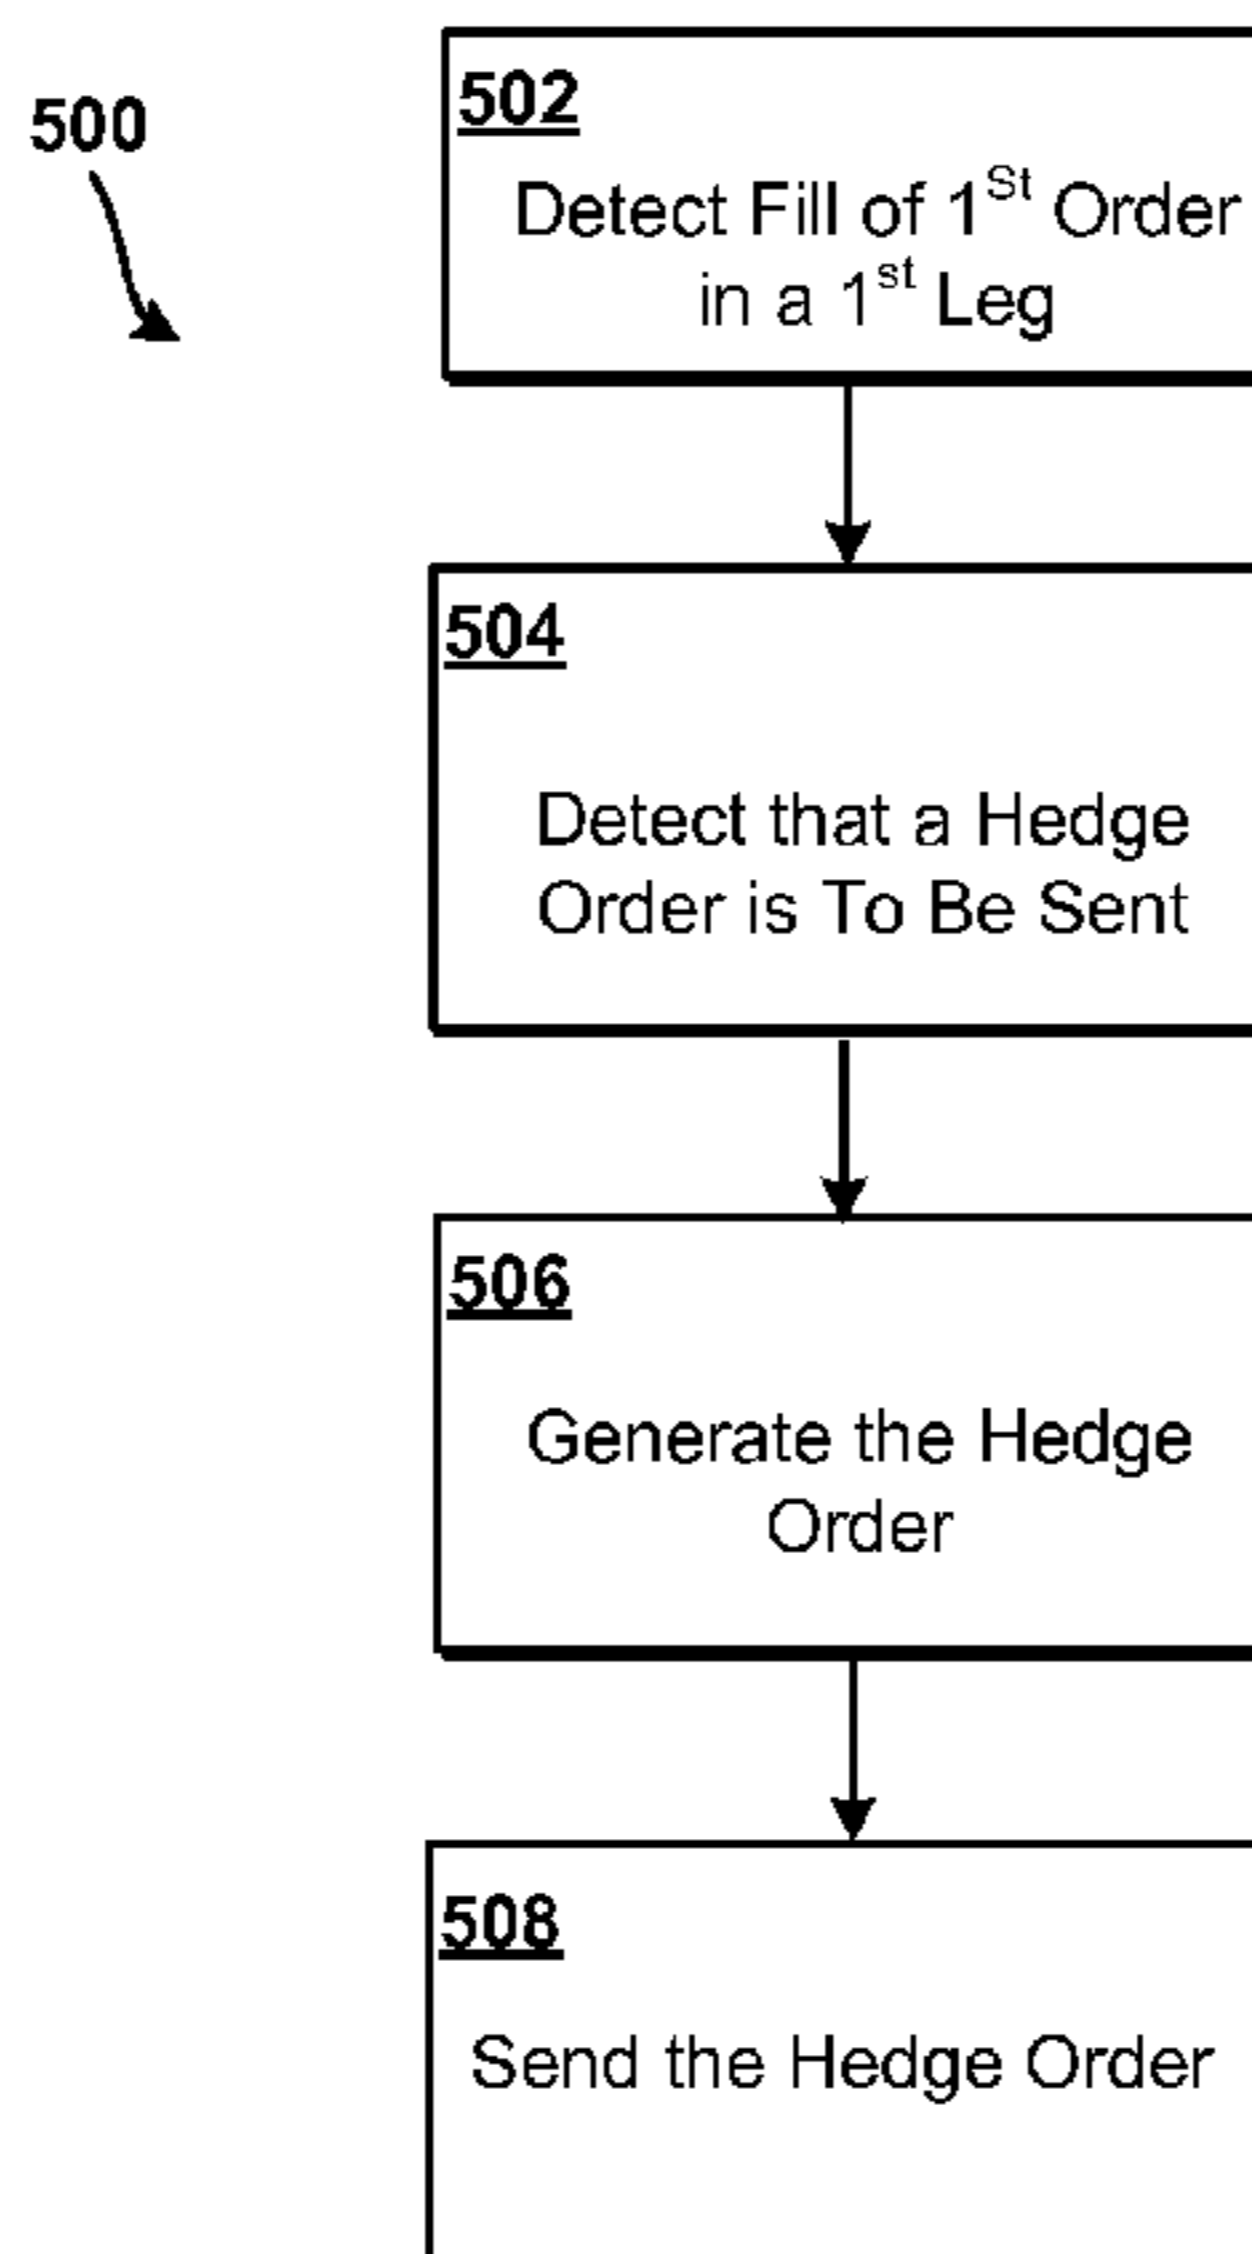 500
502
Detect Fill of 1St Order
in a 1st Leg
504
Detect that a Hedge
Order is To Be Sent
506
Generate the Hedge
Order
508
Send the Hedge Order